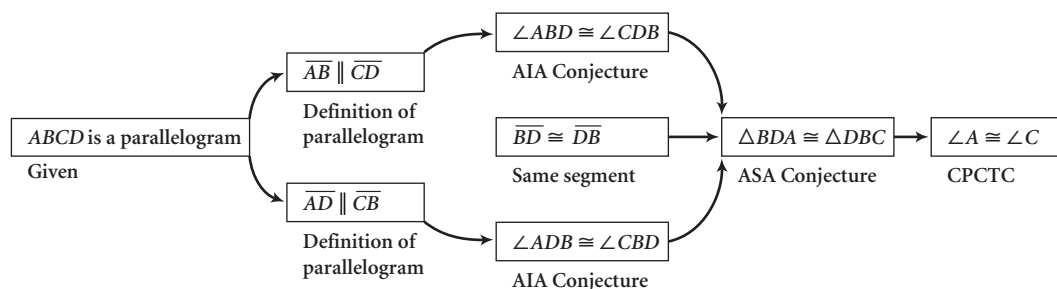 ABCD is a parallelogram
Given
AB ∥ CD
Definition of
parallelogram
AD ∥ CB
Definition of
parallelogram
∠ABD ≅ ∠CDB
AIA Conjecture
BD ≅ DB
Same segment
∠ADB ≅ ∠CBD
AIA Conjecture
△BDA ≅ △DBC
ASA Conjecture
∠A ≅ ∠C
CPCTC